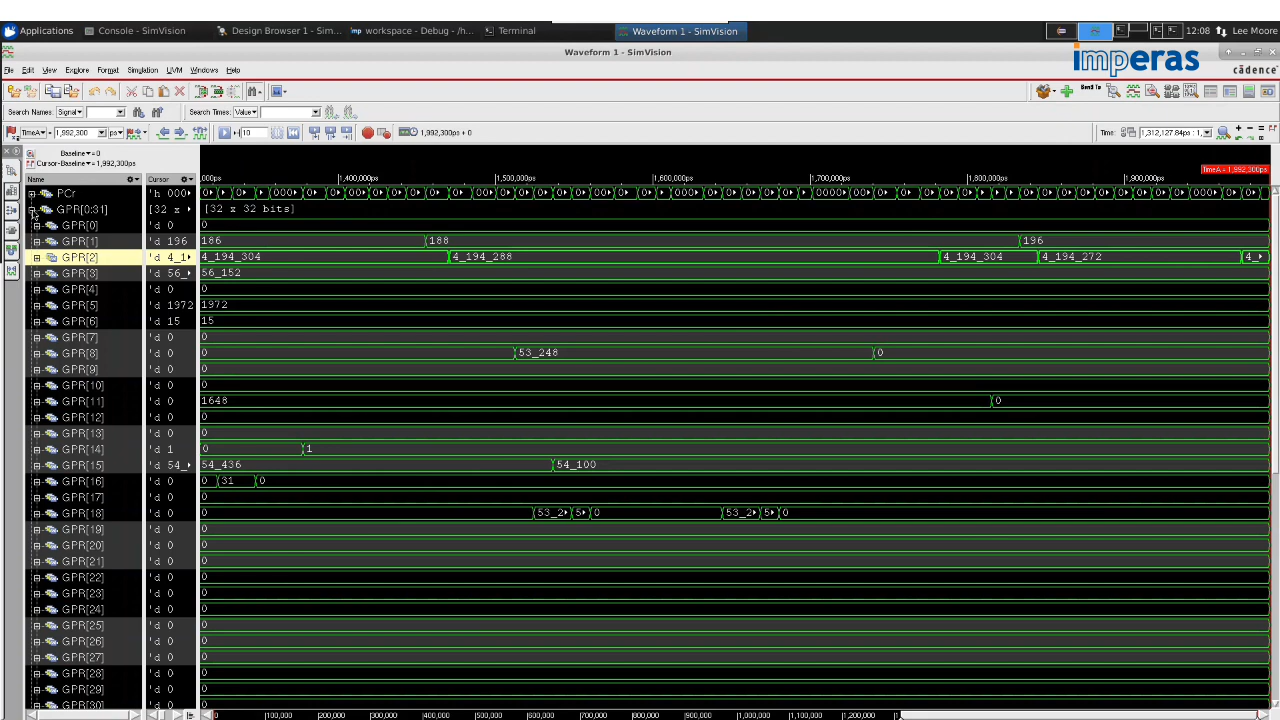 Applications Console - SimVision Design Browser 1 - Sim... workspace - Debug - /h... Terminal Waveform 1 - SimVision 12:08 Lee Moore
Waveform 1 - SimVision
imperas
File Edit View Explore Format Simulation UVM Windows Help
cādence
Send To
Search Names: Signal Search Times: Value
TimeA = 1,992,300 ps 10 1,992,300ps + 0 Time: 1,312,127.84ps : 1,
Baseline = 0
Cursor-Baseline = 1,992,300ps
TimeA = 1,992,300ps
Name Cursor 000ps 1,400,000ps 1,500,000ps 1,600,000ps 1,700,000ps 1,800,000ps 1,900,000ps
PCr 'h 000
GPR[0:31] [32 x [32 x 32 bits]
GPR[0] 'd 0 0
GPR[1] 'd 196 186 188 196
GPR[2] 'd 4_1 4_194_304 4_194_288 4_194_304 4_194_272 4_
GPR[3] 'd 56_ 56_152
GPR[4] 'd 0 0
GPR[5] 'd 1972 1972
GPR[6] 'd 15 15
GPR[7] 'd 0 0
GPR[8] 'd 0 0 53_248 0
GPR[9] 'd 0 0
GPR[10] 'd 0 0
GPR[11] 'd 0 1648 0
GPR[12] 'd 0 0
GPR[13] 'd 0 0
GPR[14] 'd 1 0 1
GPR[15] 'd 54_ 54_436 54_100
GPR[16] 'd 0 0 31 0
GPR[17] 'd 0 0
GPR[18] 'd 0 0 53_2 5 0 53_2 5 0
GPR[19] 'd 0 0
GPR[20] 'd 0 0
GPR[21] 'd 0 0
GPR[22] 'd 0 0
GPR[23] 'd 0 0
GPR[24] 'd 0 0
GPR[25] 'd 0 0
GPR[26] 'd 0 0
GPR[27] 'd 0 0
GPR[28] 'd 0 0
GPR[29] 'd 0 0
GPR[30] 'd 0 0
0 100,000 200,000 300,000 400,000 500,000 600,000 700,000 800,000 900,000 1,000,000 1,100,000 1,200,000